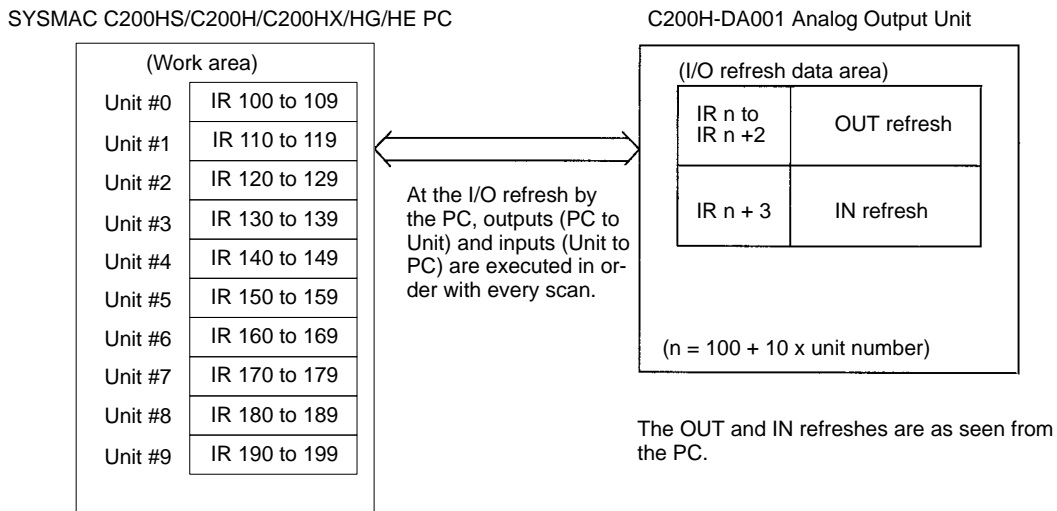 SYSMAC C200HS/C200H/C200HX/HG/HE PC
(Work area)
Unit #0 IR 100 to 109
Unit #1 IR 110 to 119
Unit #2 IR 120 to 129
Unit #3 IR 130 to 139
Unit #4 IR 140 to 149
Unit #5 IR 150 to 159
Unit #6 IR 160 to 169
Unit #7 IR 170 to 179
Unit #8 IR 180 to 189
Unit #9 IR 190 to 199
At the I/O refresh by
the PC, outputs (PC to
Unit) and inputs (Unit to
PC) are executed in or-
der with every scan.
C200H-DA001 Analog Output Unit
(I/O refresh data area)
IR n to
IR n +2
OUT refresh
IR n + 3
IN refresh
(n = 100 + 10 x unit number)
The OUT and IN refreshes are as seen from
the PC.